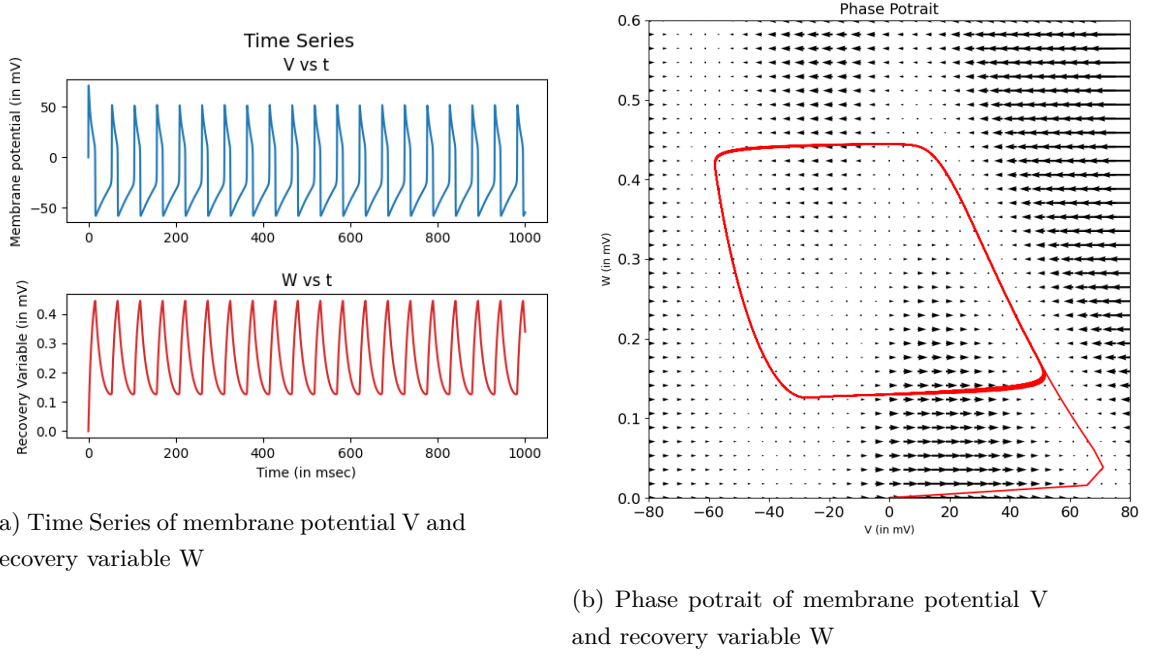 Time Series
V vs t
Membrane potential (in mV)
50
0
−50
0 200 400 600 800 1000
W vs t
Recovery Variable (in mV)
0.4
0.3
0.2
0.1
0.0
0 200 400 600 800 1000
Time (in msec)
a) Time Series of membrane potential V and
ecovery variable W
Phase Potrait
W (in mV)
0.6
0.5
0.4
0.3
0.2
0.1
0.0
−80 −60 −40 −20 0 20 40 60 80
V (in mV)
(b) Phase potrait of membrane potential V
and recovery variable W